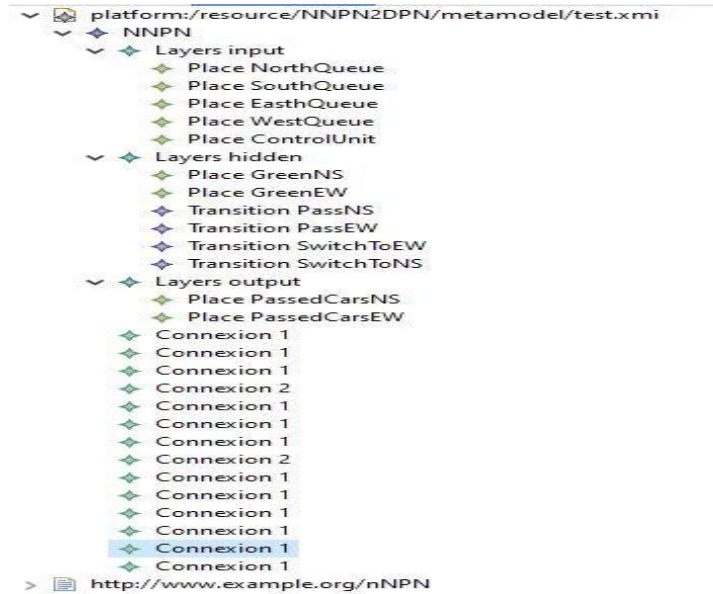 platform:/resource/NNPN2DPN/metamodel/test.xmi
NNPN
Layers input
Place NorthQueue
Place SouthQueue
Place EasthQueue
Place WestQueue
Place ControlUnit
Layers hidden
Place GreenNS
Place GreenEW
Transition PassNS
Transition PassEW
Transition SwitchToEW
Transition SwitchToNS
Layers output
Place PassedCarsNS
Place PassedCarsEW
Connexion 1
Connexion 1
Connexion 1
Connexion 2
Connexion 1
Connexion 1
Connexion 1
Connexion 2
Connexion 1
Connexion 1
Connexion 1
Connexion 1
Connexion 1
Connexion 1
http://www.example.org/nNPN